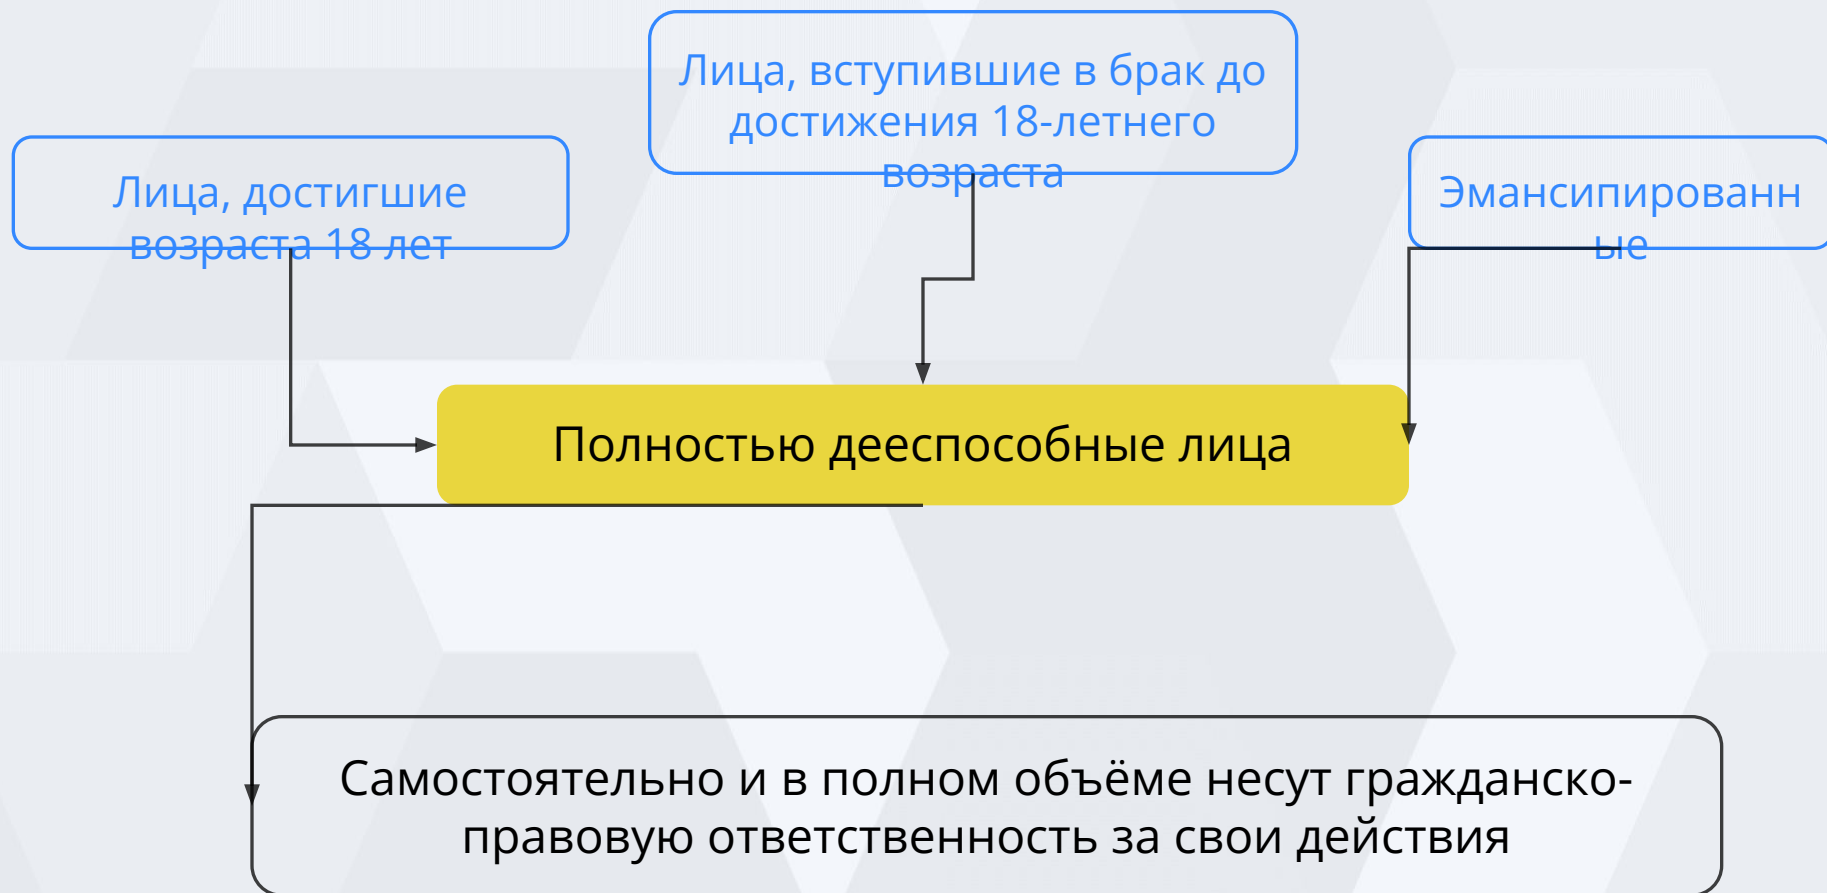 Лица, вступившие в брак до
достижения 18-летнего
возраста
Лица, достигшие
возраста 18 лет
Эмансипированн
ые
Полностью дееспособные лица
Самостоятельно и в полном объёме несут гражданско-
правовую ответственность за свои действия